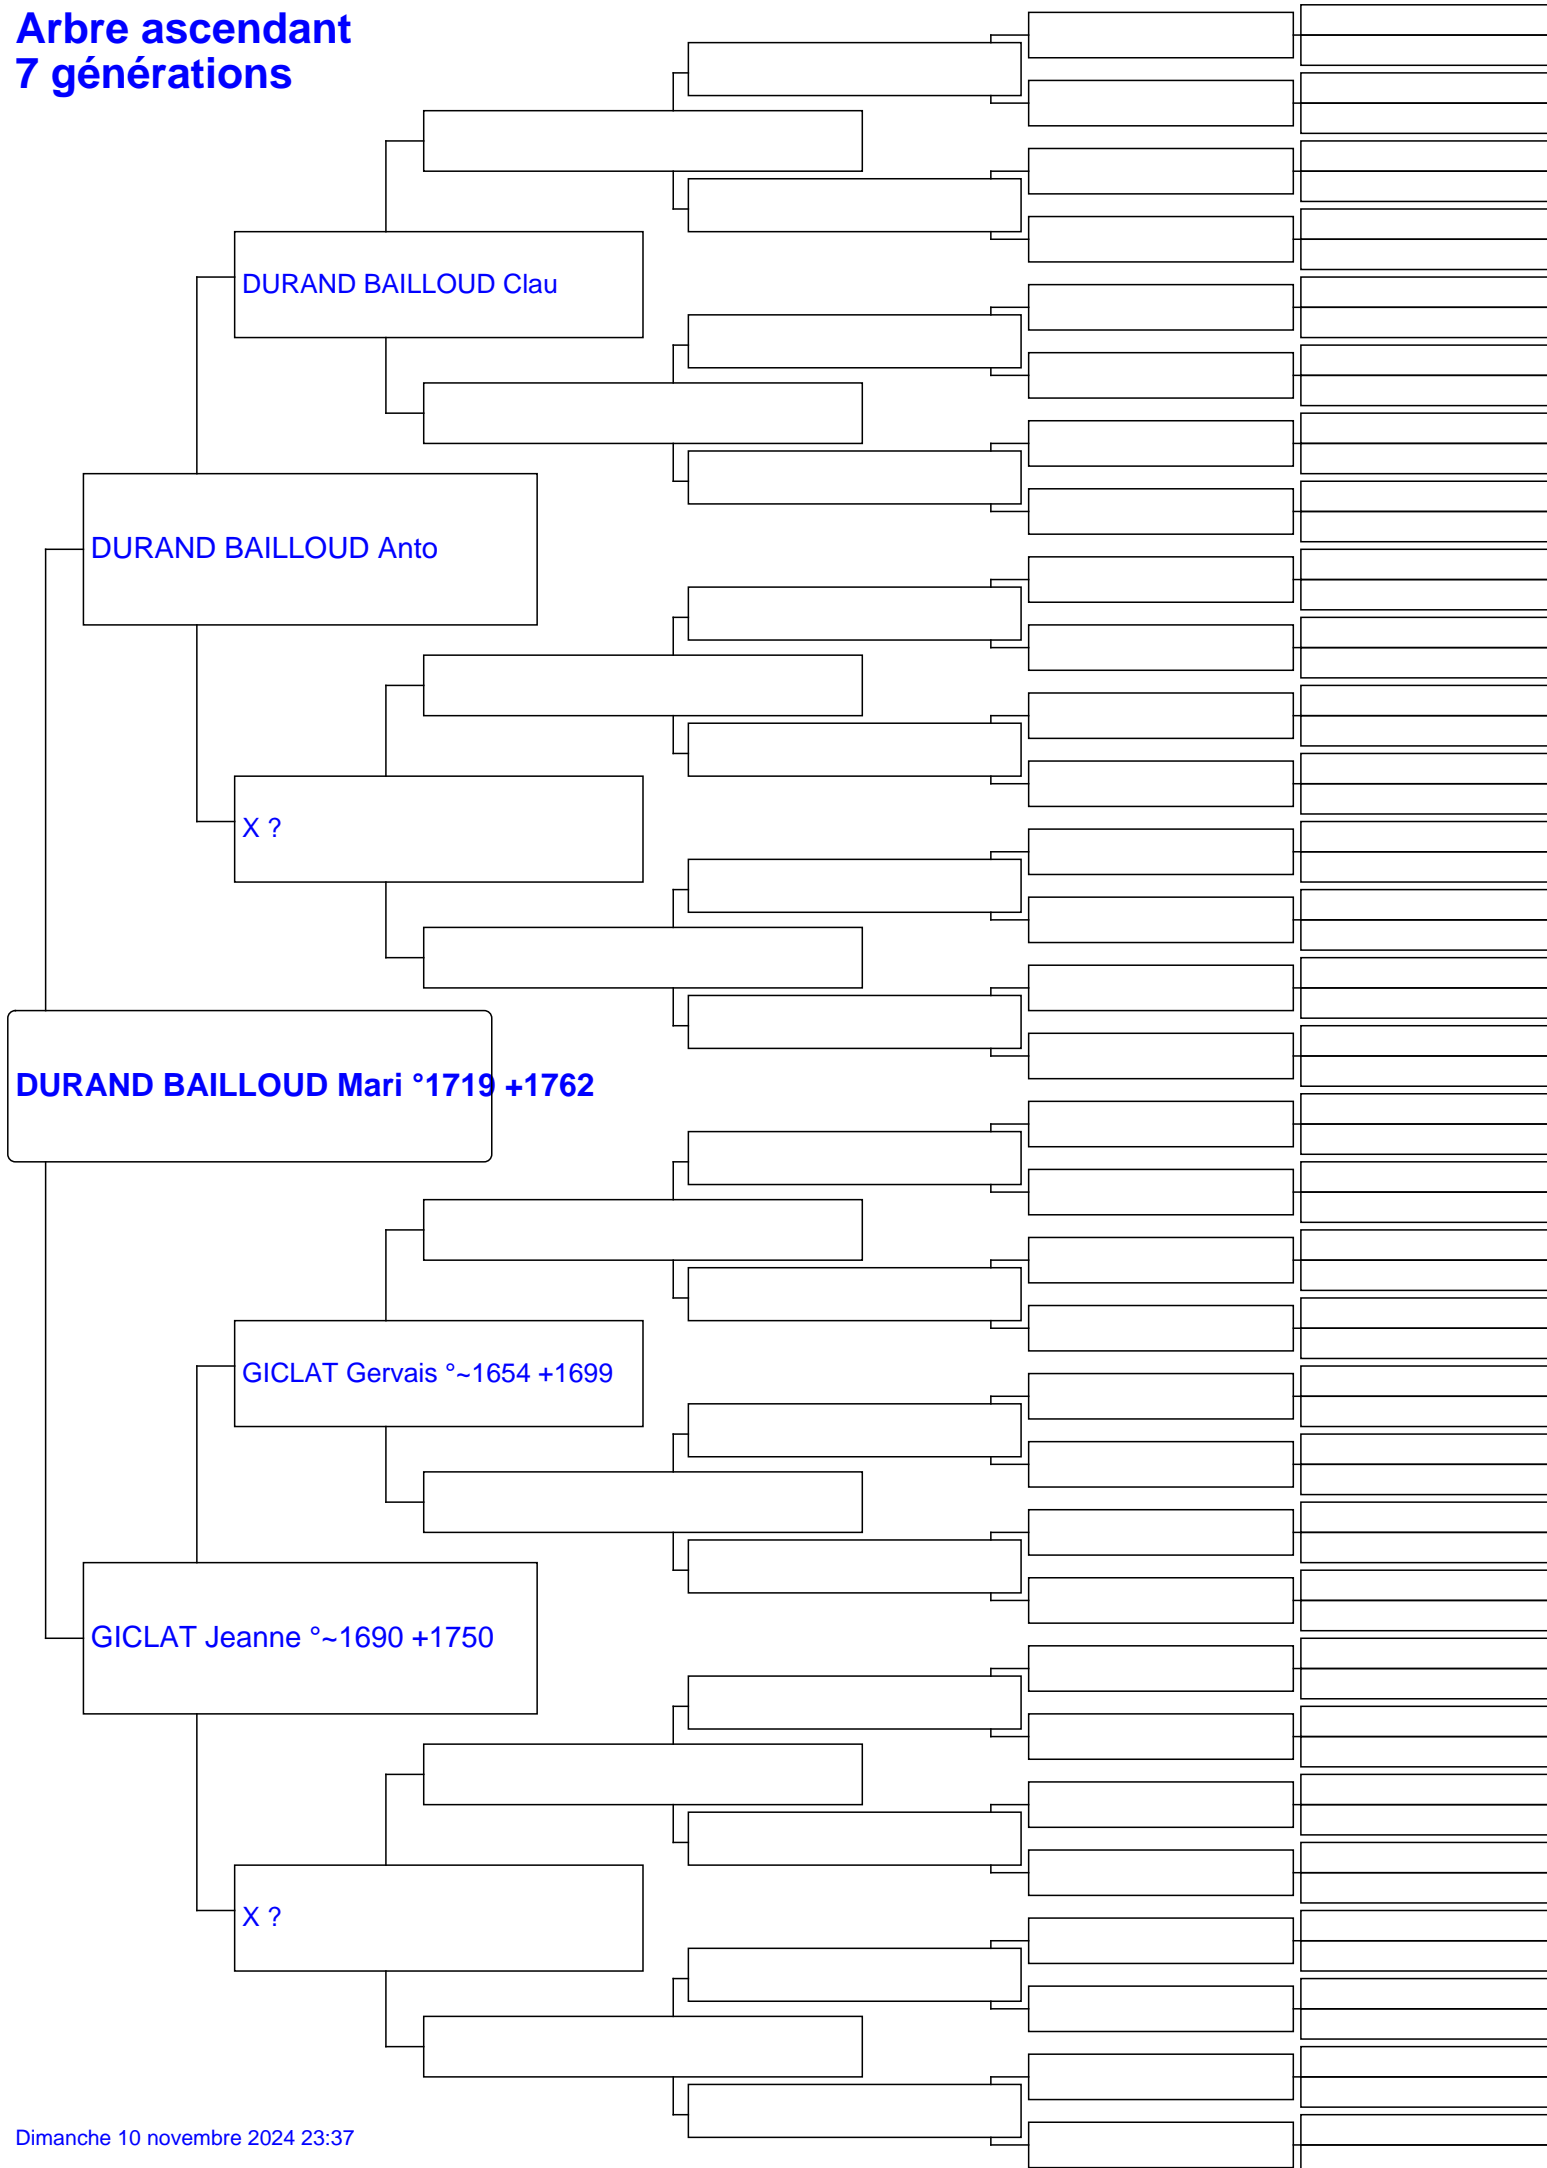 Arbre ascendant
7 générations
DURAND BAILLOUD Clau
DURAND BAILLOUD Anto
X ?
DURAND BAILLOUD Mari °1719 +1762
GICLAT Gervais °~1654 +1699
GICLAT Jeanne °~1690 +1750
X ?
Dimanche 10 novembre 2024 23:37